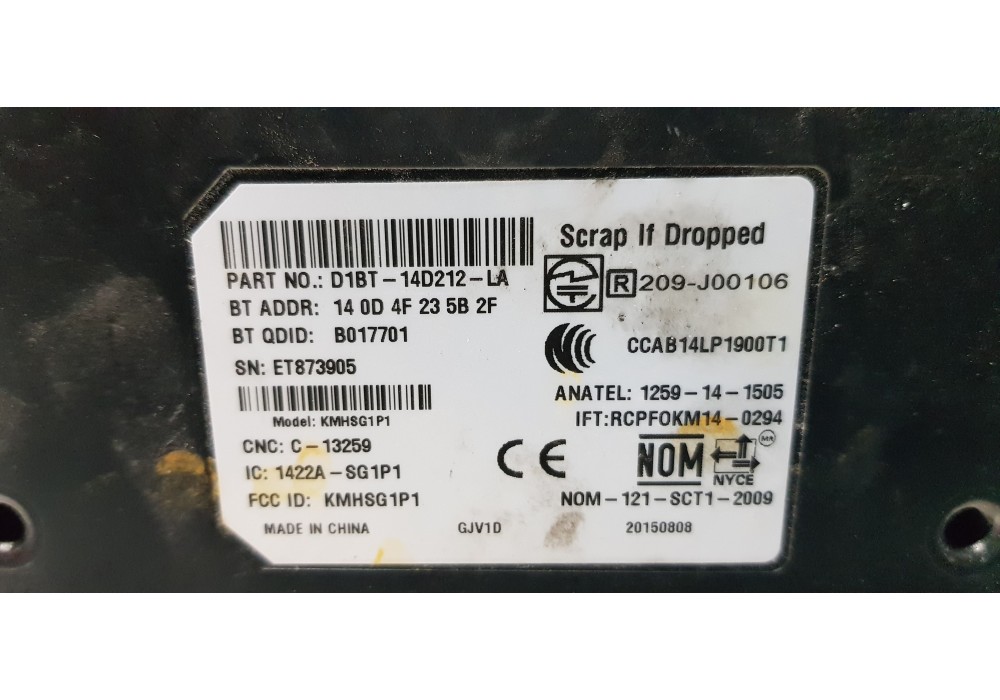 Scrap If Dropped
PART NO.: D1BT-14D212-LA
R 209-J00106
BT ADDR: 14 0D 4F 23 5B 2F
BT QDID: B017701
CCAB14LP1900T1
SN: ET873905
ANATEL: 1259-14-1505
Model: KMHSG1P1
IFT:RCPFOKM14-0294
CNC: C-13259
CE
NOM
NYCE
IC: 1422A-SG1P1
FCC ID: KMHSG1P1
NOM-121-SCT1-2009
MADE IN CHINA
GJV1D
20150808